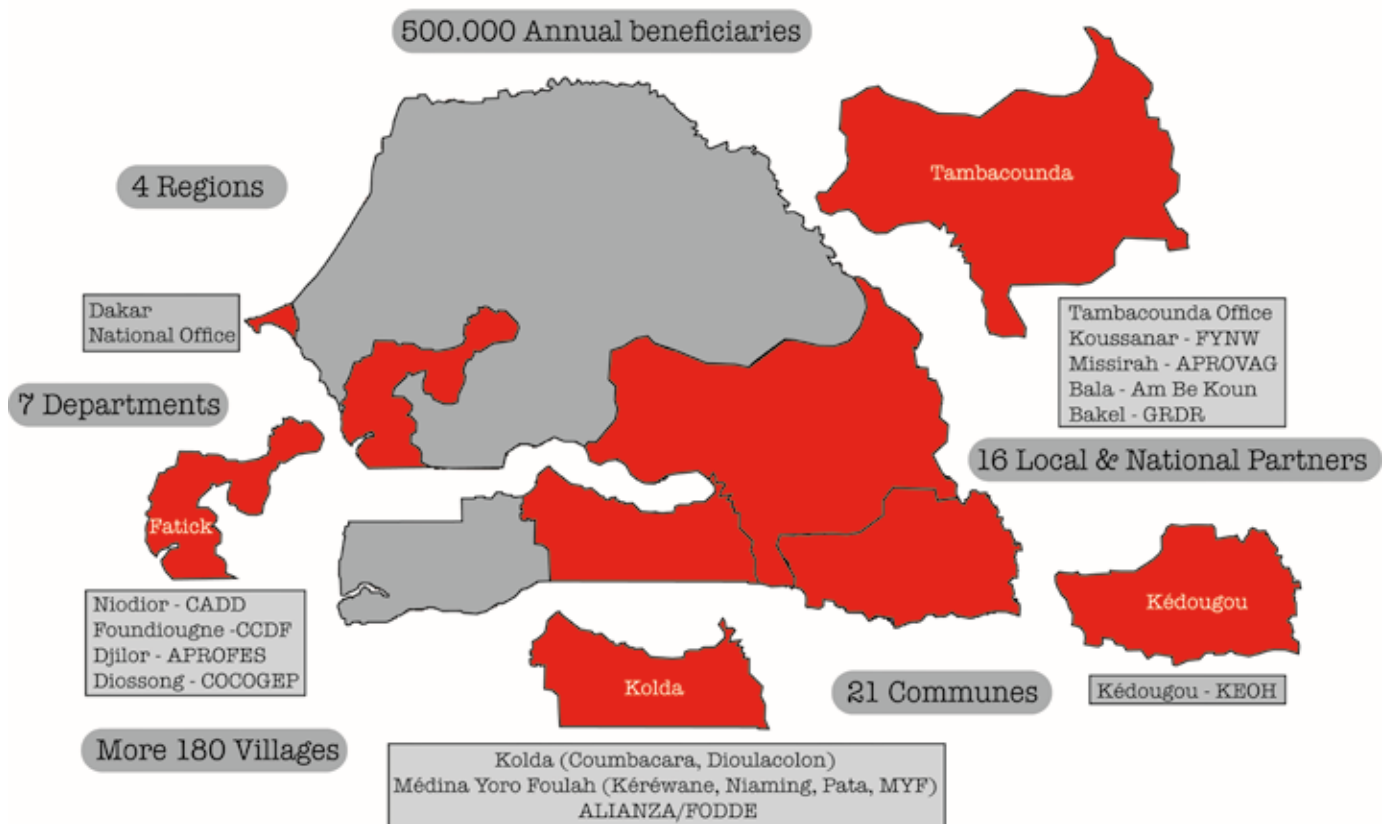 500.000 Annual beneficiaries
4 Regions
Tambacounda
Dakar
National Office
Tambacounda Office
Koussanar - FYNW
Missirah - APROVAG
Bala - Am Be Koun
Bakel - GRDR
7 Departments
16 Local & National Partners
Fatick
Niodior - CADD
Foundiougne -CCDF
Djilor - APROFES
Diossong - COCOGEP
Kédougou
Kédougou - KEOH
Kolda
21 Communes
More 180 Villages
Kolda (Coumbacara, Dioulacolon)
Médina Yoro Foulah (Kéréwane, Niaming, Pata, MYF)
ALIANZA/FODDE